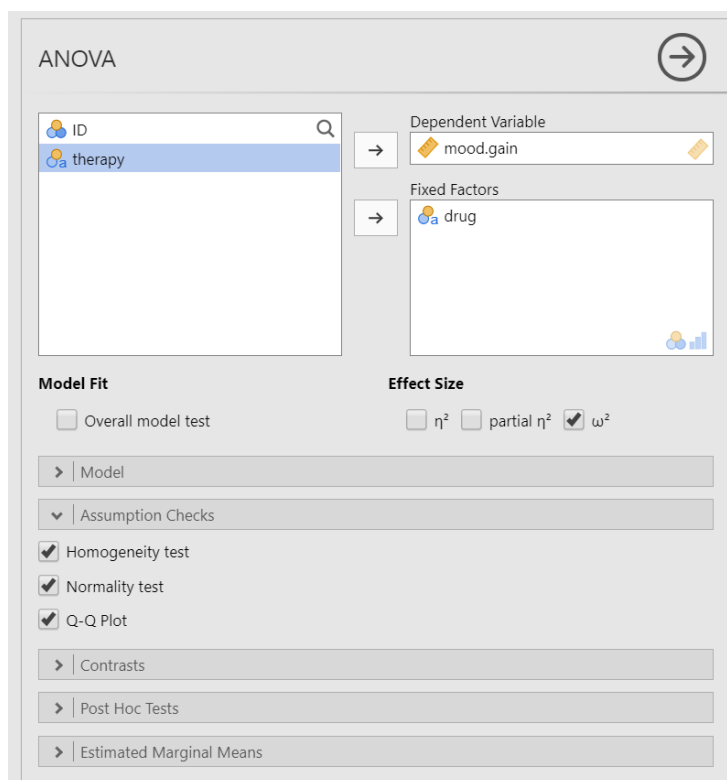 ANOVA
ID
a therapy
Dependent Variable
mood.gain
Fixed Factors
a drug
Model Fit
Overall model test
Effect Size
η² partial η² ω²
Model
Assumption Checks
Homogeneity test
Normality test
Q-Q Plot
Contrasts
Post Hoc Tests
Estimated Marginal Means